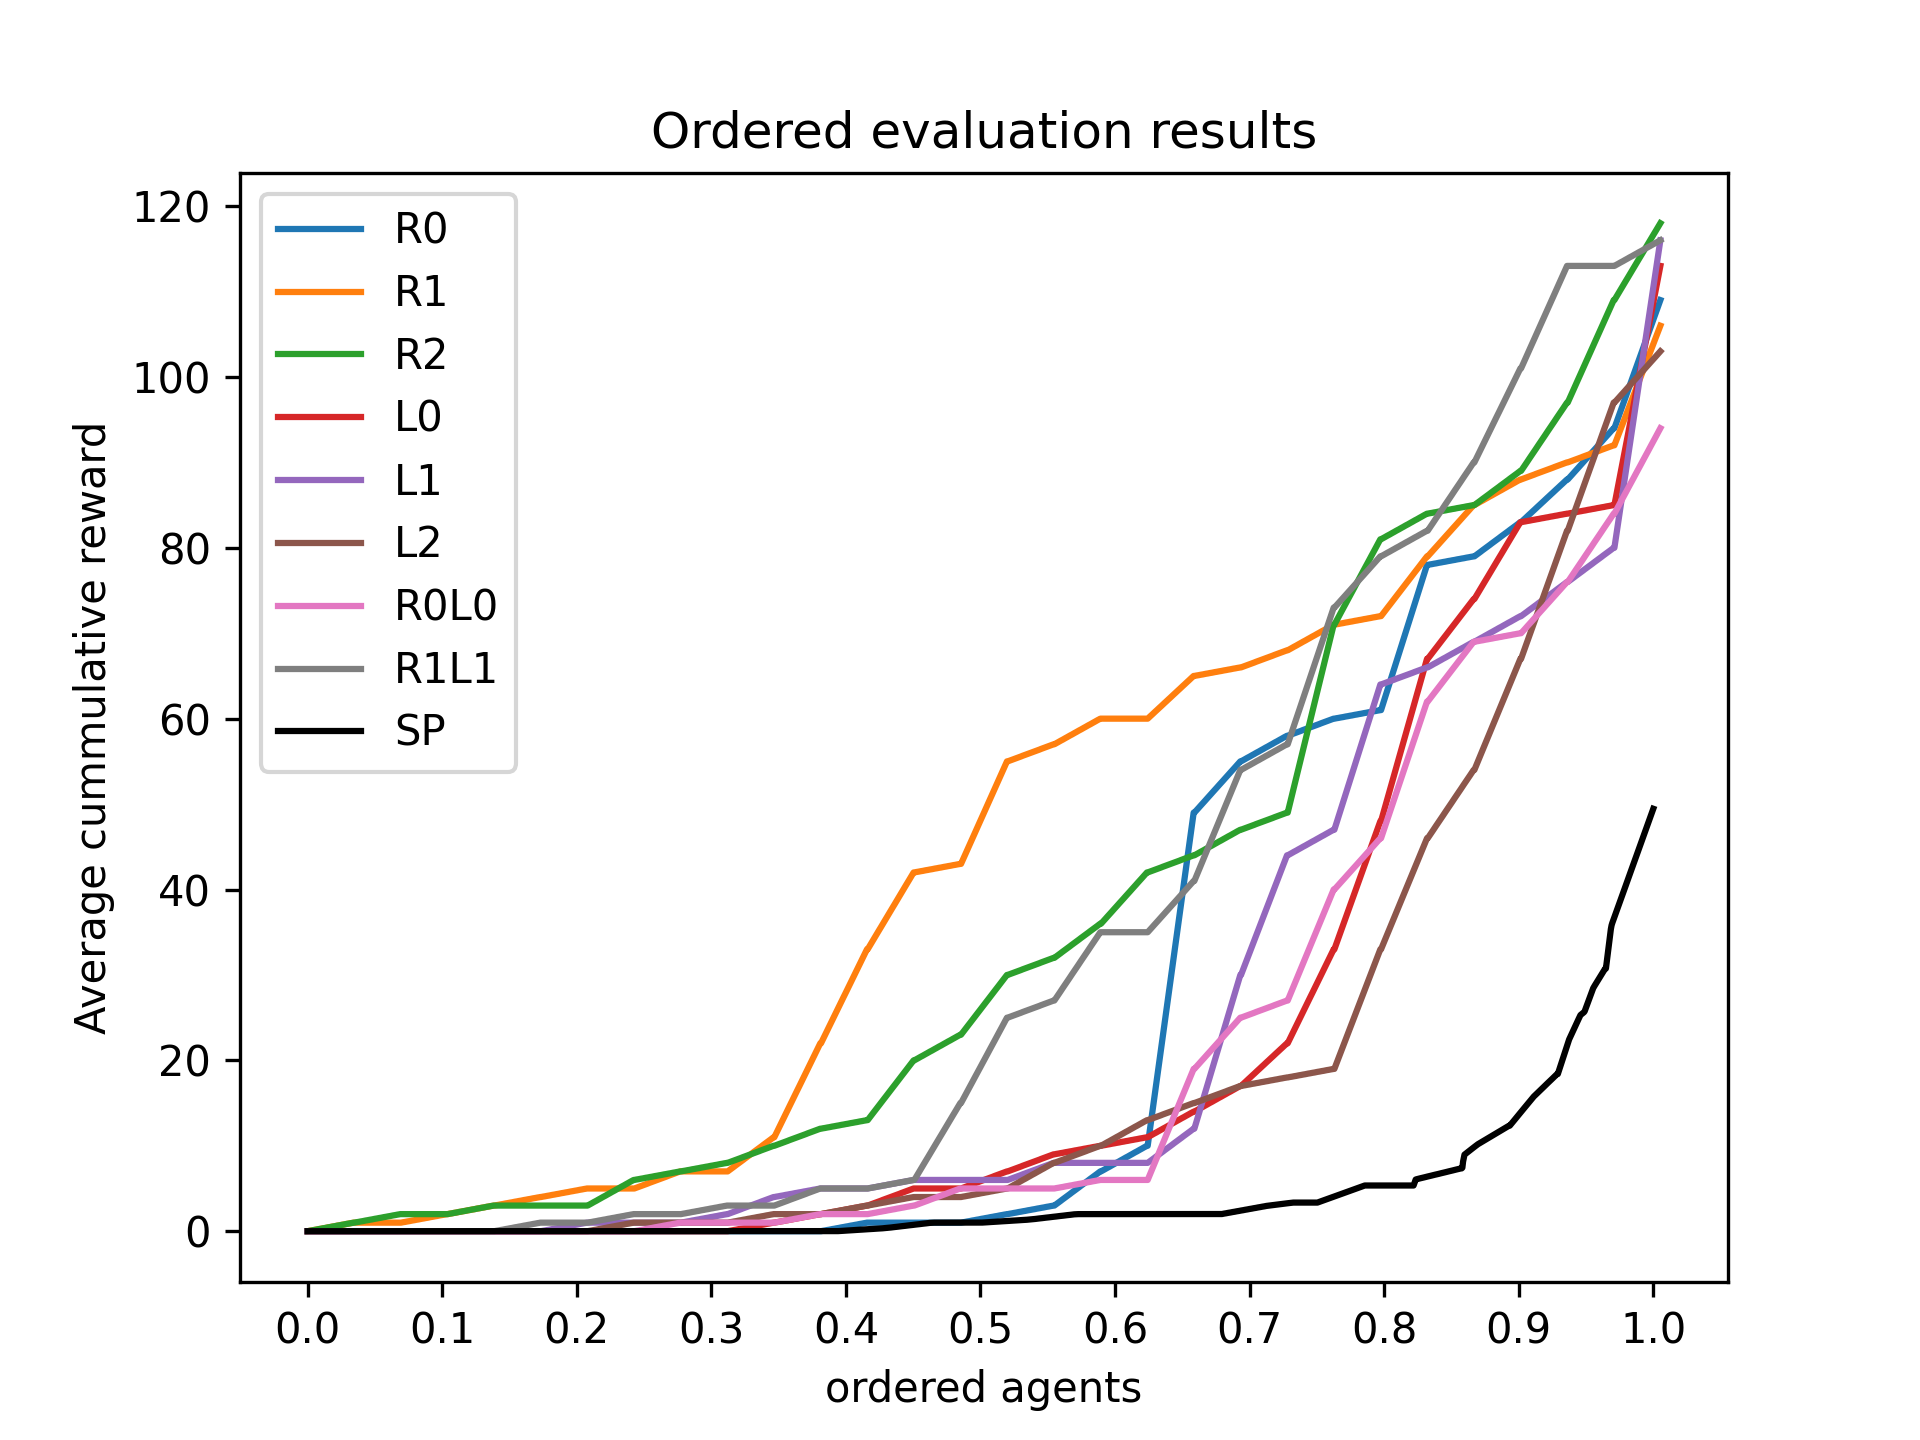 Ordered evaluation results
Average cummulative reward
120
100
80
60
40
20
0
R0
R1
R2
L0
L1
L2
R0L0
R1L1
SP
0.0 0.1 0.2 0.3 0.4 0.5 0.6 0.7 0.8 0.9 1.0
ordered agents